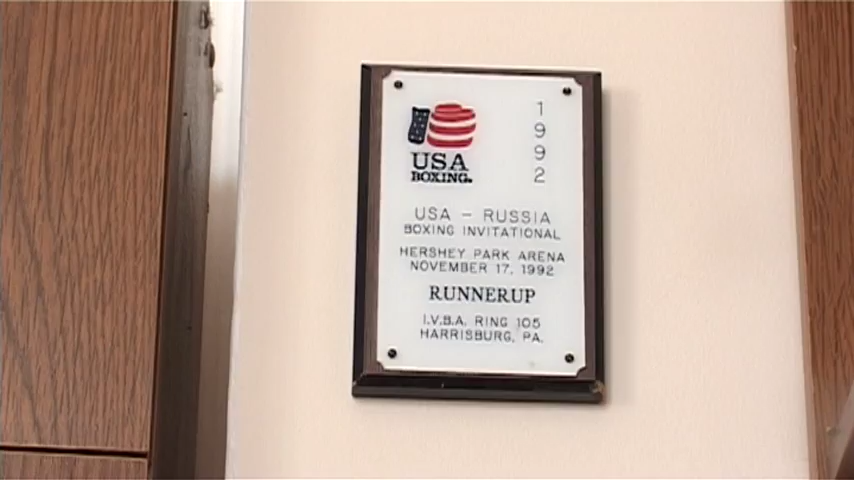 USA
BOXING.
1
9
9
2
USA - RUSSIA
BOXING INVITATIONAL
HERSHEY PARK ARENA
NOVEMBER 17, 1992
RUNNERUP
I.V.B.A. RING 105
HARRISBURG, PA.